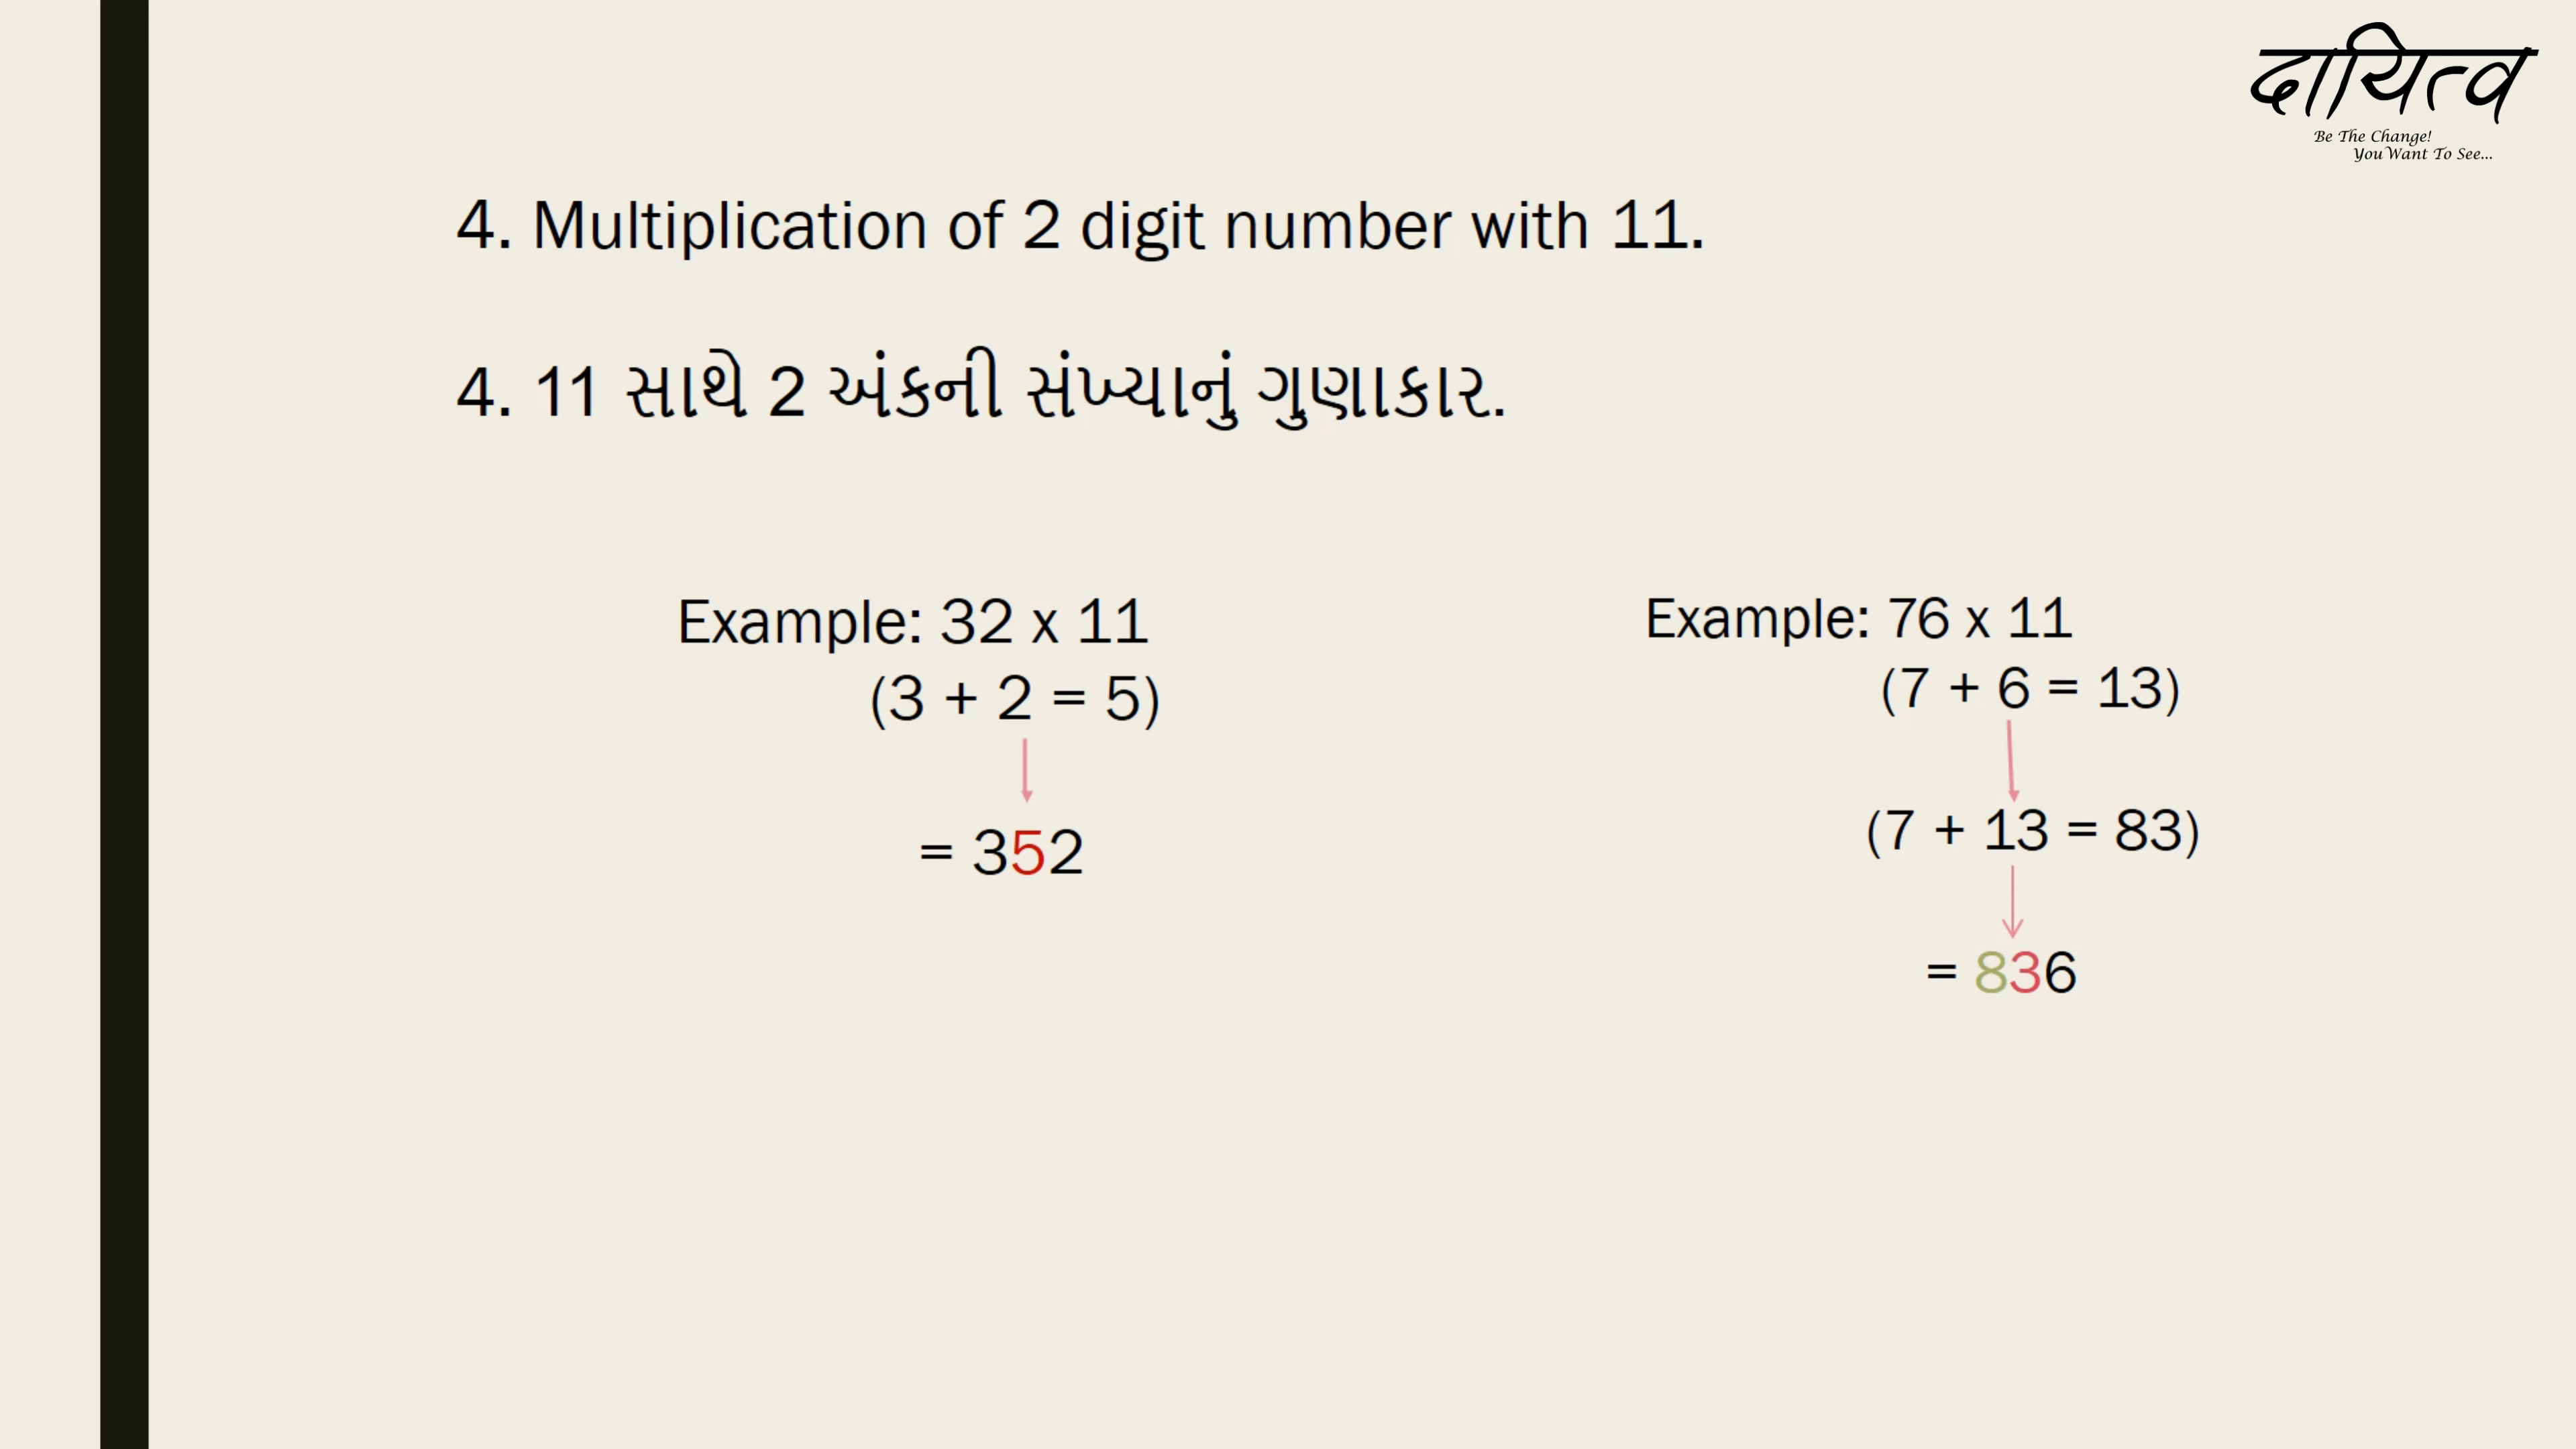 दायित्व
Be The Change!
You Want To See...
4. Multiplication of 2 digit number with 11.
4. 11 સાથે 2 અંકની સંખ્યાનું ગુણાકાર.
Example: 32 x 11
(3 + 2 = 5)
= 352
Example: 76 x 11
(7 + 6 = 13)
(7 + 13 = 83)
= 836